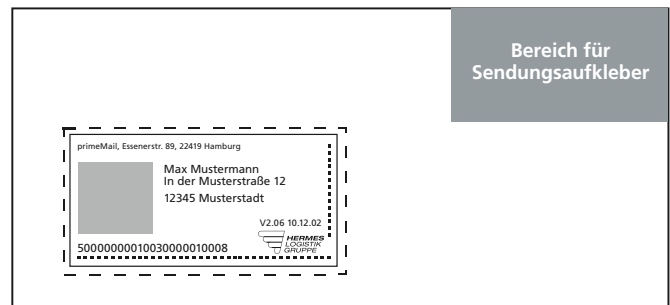 Bereich für
Sendungsaufkleber
primeMail, Essenerstr. 89, 22419 Hamburg
Max Mustermann
In der Musterstraße 12
12345 Musterstadt
V2.06 10.12.02
HERMES
LOGISTIK
GRUPPE
50000000010030000010008